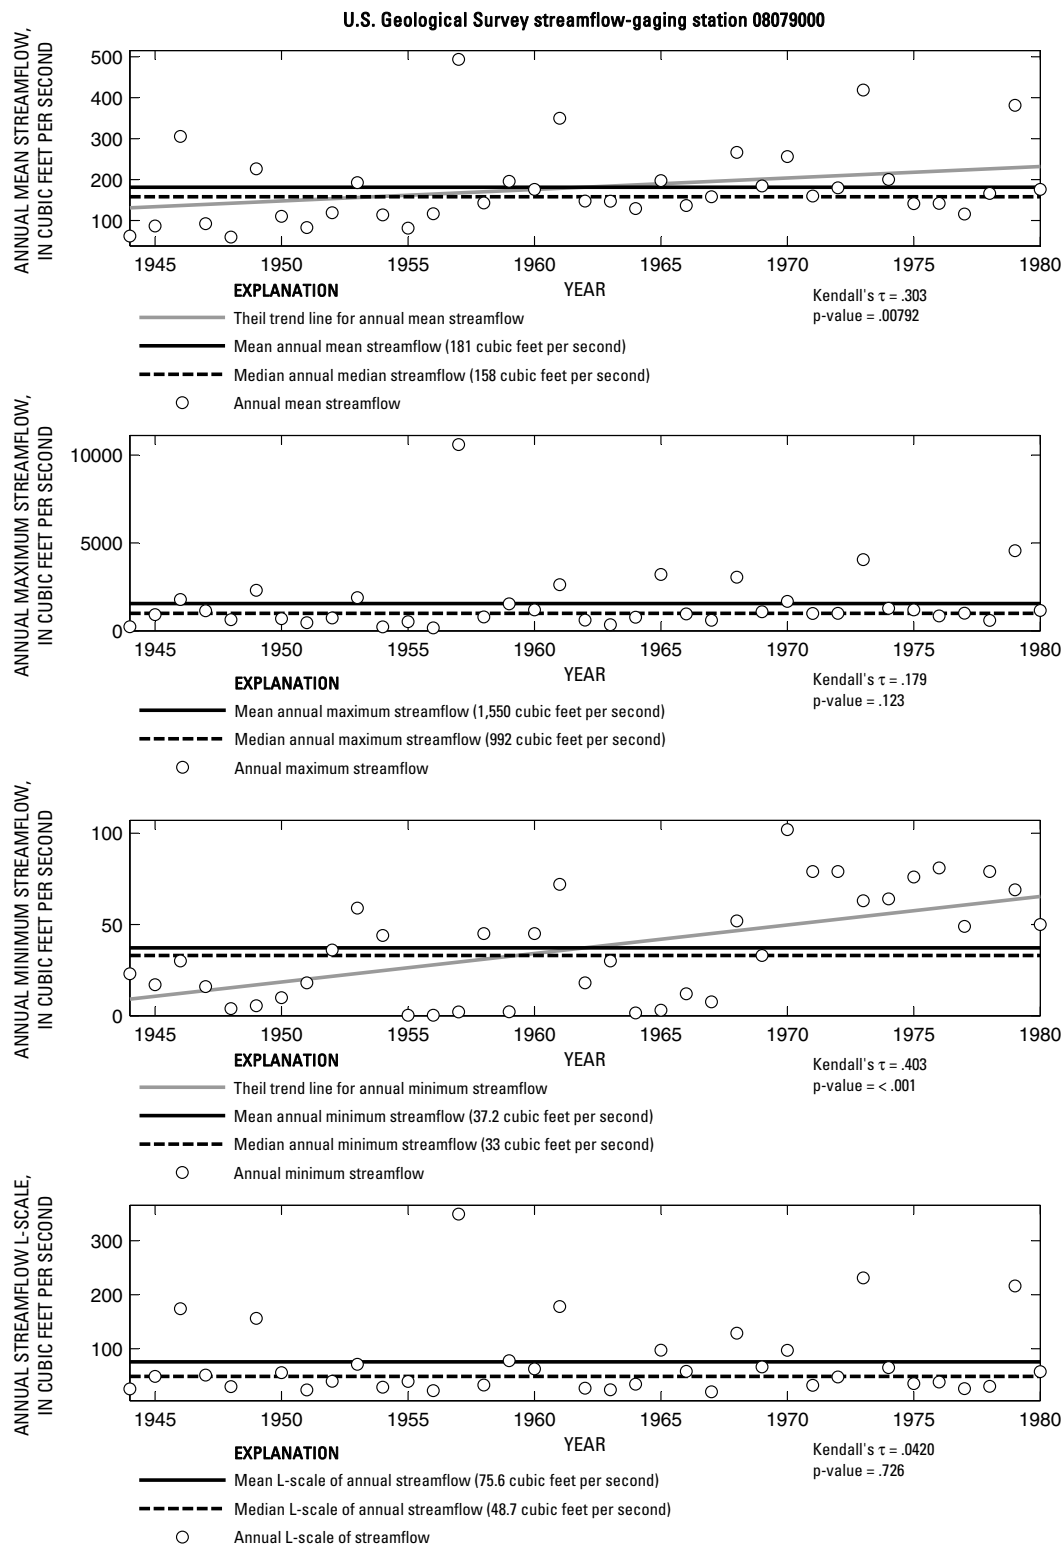 U.S. Geological Survey streamflow-gaging station 08079000
ANNUAL MEAN STREAMFLOW,
IN CUBIC FEET PER SECOND
500
400
300
200
100
1945 1950 1955 1960 1965 1970 1975 1980
YEAR
EXPLANATION
Theil trend line for annual mean streamflow
Mean annual mean streamflow (181 cubic feet per second)
Median annual median streamflow (158 cubic feet per second)
Annual mean streamflow
Kendall's τ = .303
p-value = .00792
ANNUAL MAXIMUM STREAMFLOW,
IN CUBIC FEET PER SECOND
10000
5000
0
1945 1950 1955 1960 1965 1970 1975 1980
YEAR
EXPLANATION
Mean annual maximum streamflow (1,550 cubic feet per second)
Median annual maximum streamflow (992 cubic feet per second)
Annual maximum streamflow
Kendall's τ = .179
p-value = .123
ANNUAL MINIMUM STREAMFLOW,
IN CUBIC FEET PER SECOND
100
50
0
1945 1950 1955 1960 1965 1970 1975 1980
YEAR
EXPLANATION
Theil trend line for annual minimum streamflow
Mean annual minimum streamflow (37.2 cubic feet per second)
Median annual minimum streamflow (33 cubic feet per second)
Annual minimum streamflow
Kendall's τ = .403
p-value = < .001
ANNUAL STREAMFLOW L-SCALE,
IN CUBIC FEET PER SECOND
300
200
100
1945 1950 1955 1960 1965 1970 1975 1980
YEAR
EXPLANATION
Mean L-scale of annual streamflow (75.6 cubic feet per second)
Median L-scale of annual streamflow (48.7 cubic feet per second)
Annual L-scale of streamflow
Kendall's τ = .0420
p-value = .726